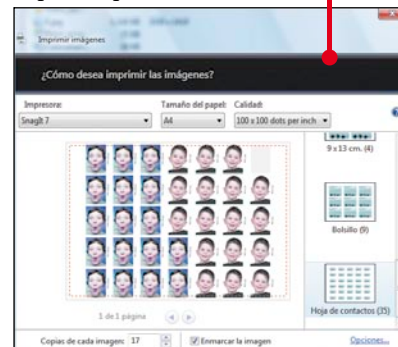 Imprimir imágenes
¿Cómo desea imprimir las imágenes?
Impresora: Tamaño del papel: Calidad:
SnagIt 7 A4 100 x 100 dots per inch
9 x 13 cm. (4)
Bolsillo (9)
Hoja de contactos (35)
1 de 1 página
Copias de cada imagen: 17 Enmarcar la imagen Opciones...